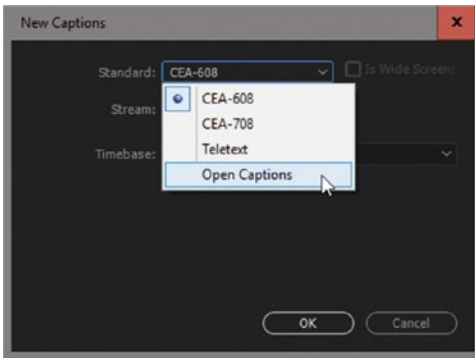 New Captions
x
Standard: CEA-608 Is Wide Screen:
CEA-608
Stream:
CEA-708
Timebase: Teletext
Open Captions
OK Cancel